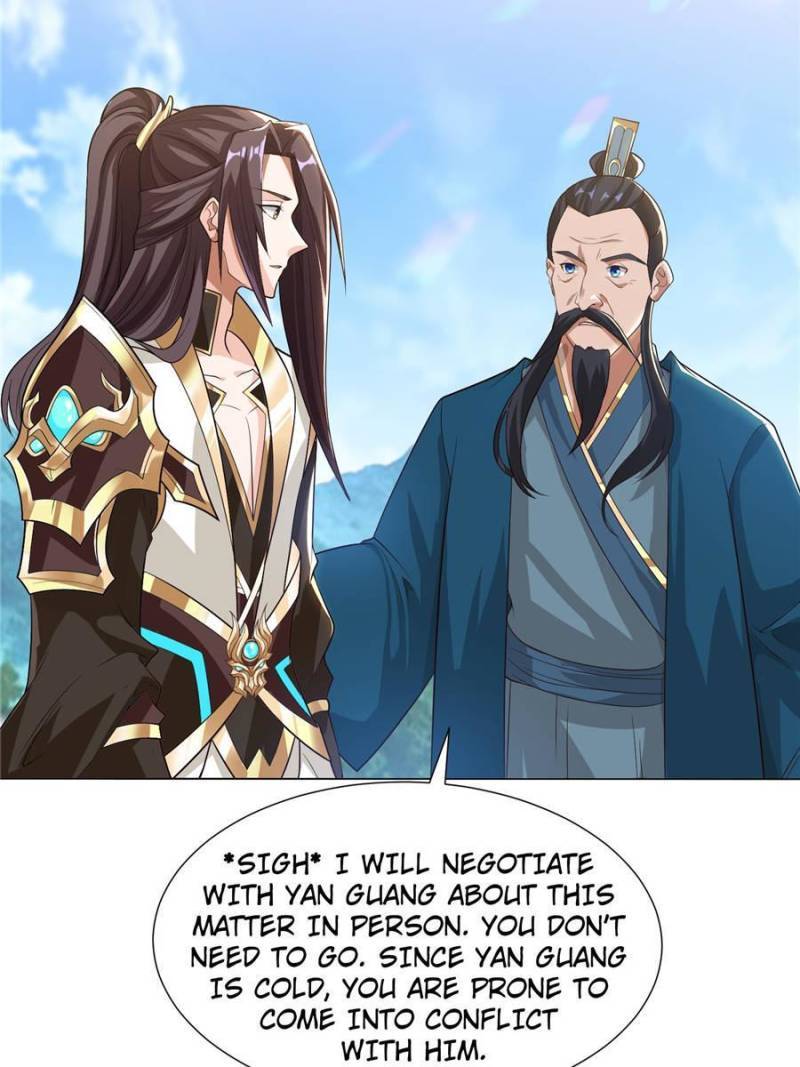 *SIGH* I WILL NEGOTIATE
WITH YAN GUANG ABOUT THIS
MATTER IN PERSON. YOU DON'T
NEED TO GO. SINCE YAN GUANG
IS COLD, YOU ARE PRONE TO
COME INTO CONFLICT
WITH HIM.